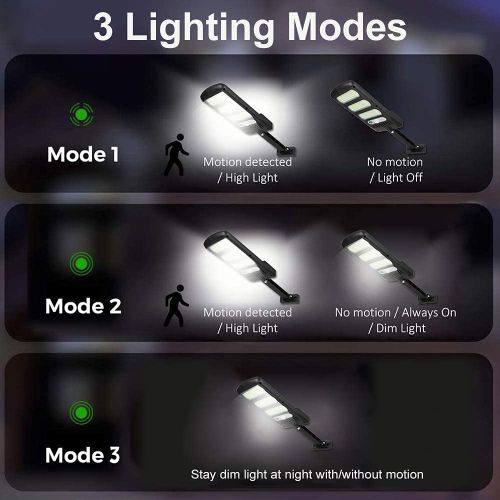 3 Lighting Modes
Mode 1
Motion detected
/ High Light
No motion
/ Light Off
Mode 2
Motion detected
/ High Light
No motion / Always On
/ Dim Light
Mode 3
Stay dim light at night with/without motion